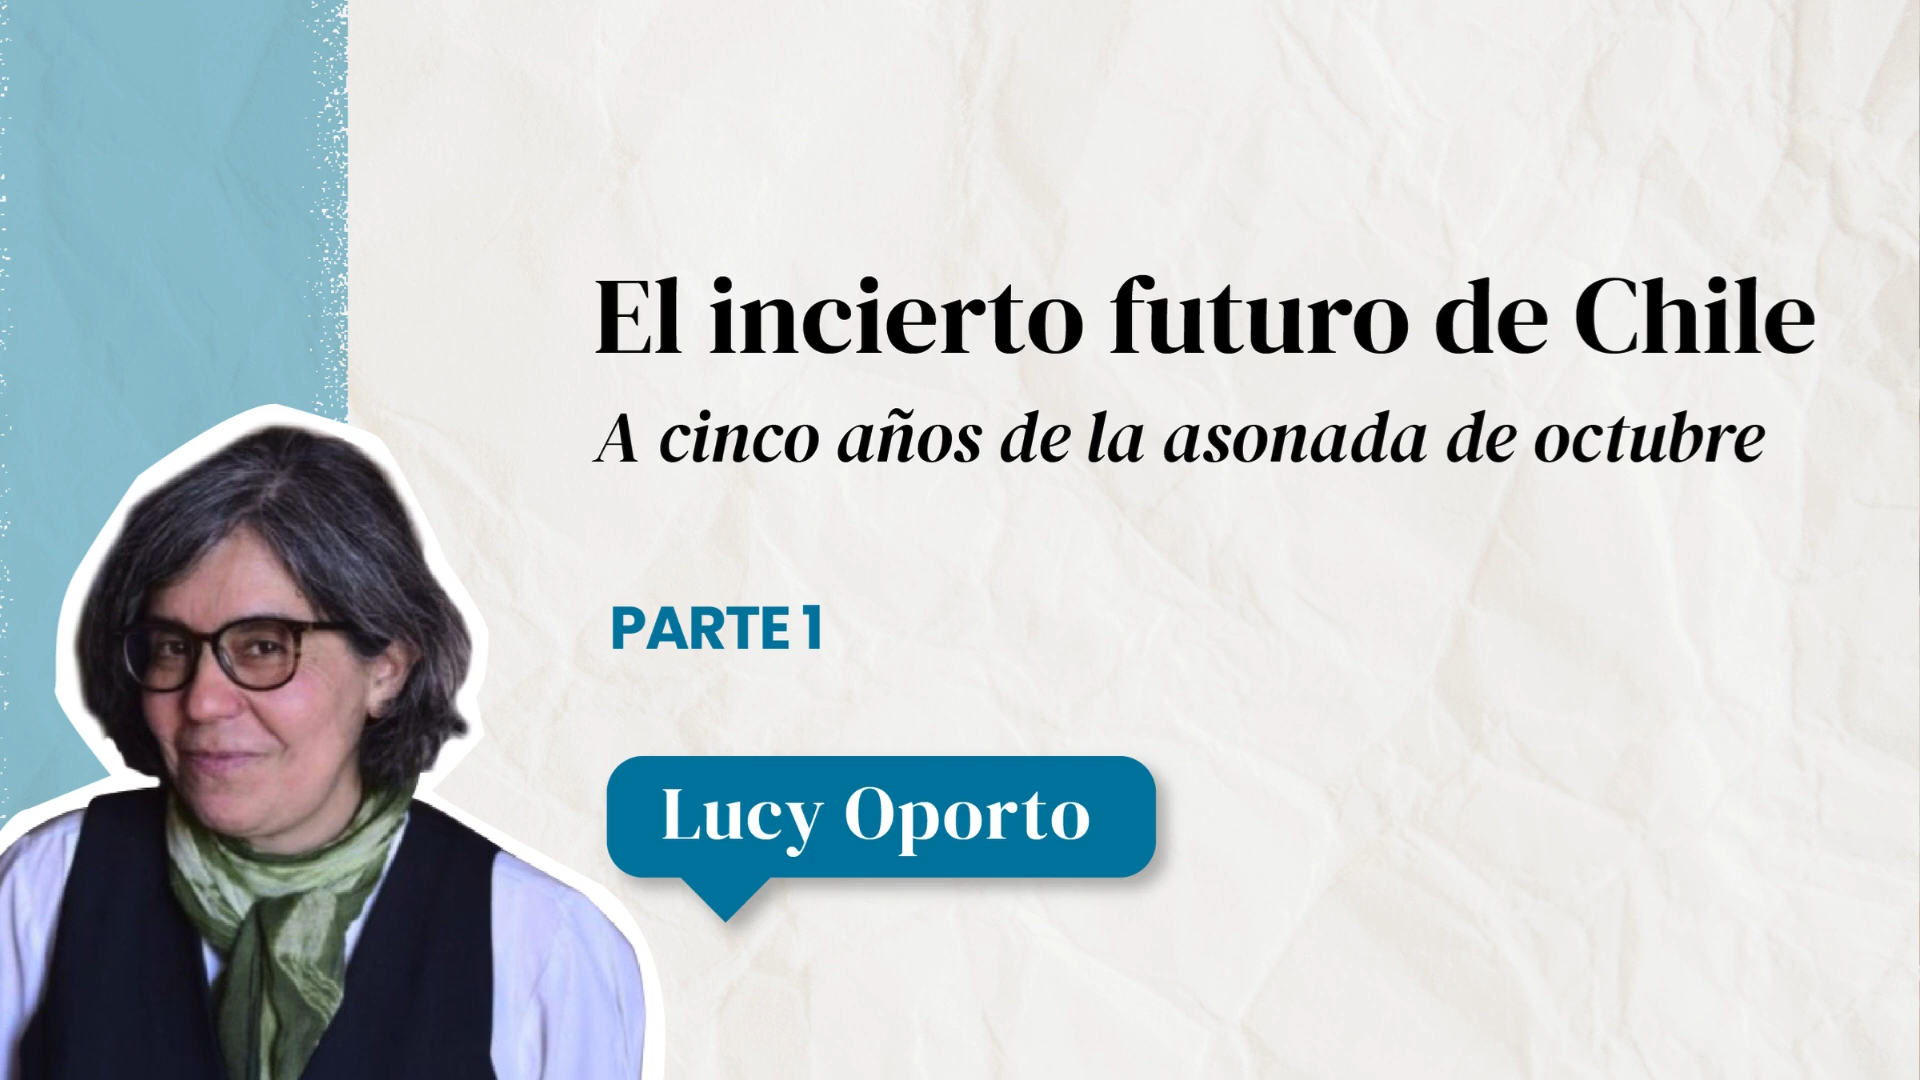 El incierto futuro de Chile
A cinco años de la asonada de octubre
PARTE 1
Lucy Oporto